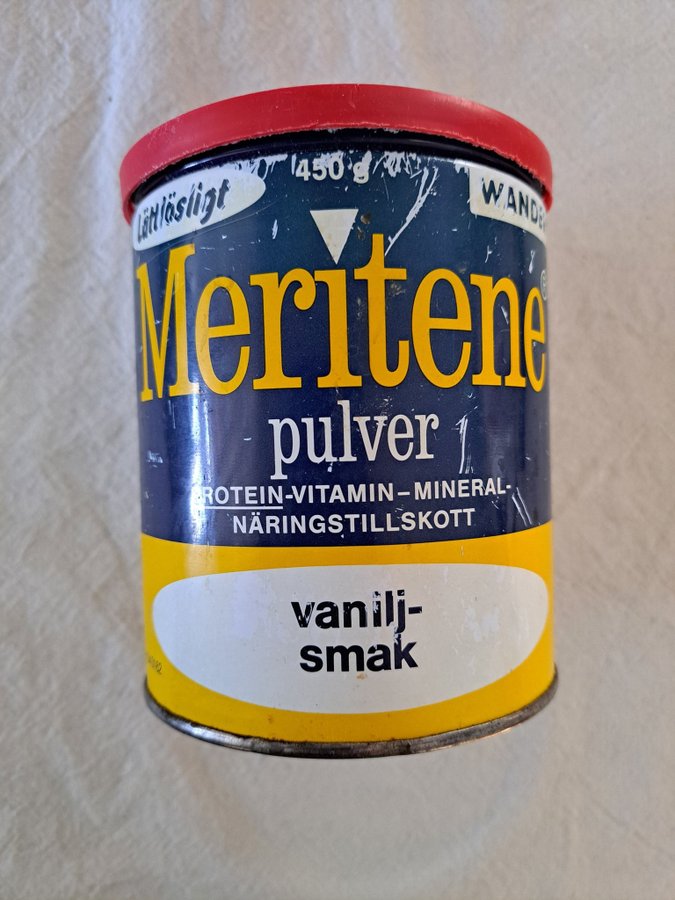 450 g
Lättlösligt
WANDE
Meritene
pulver
PROTEIN-VITAMIN-MINERAL-
NÄRINGSTILLSKOTT
vanilj-
smak